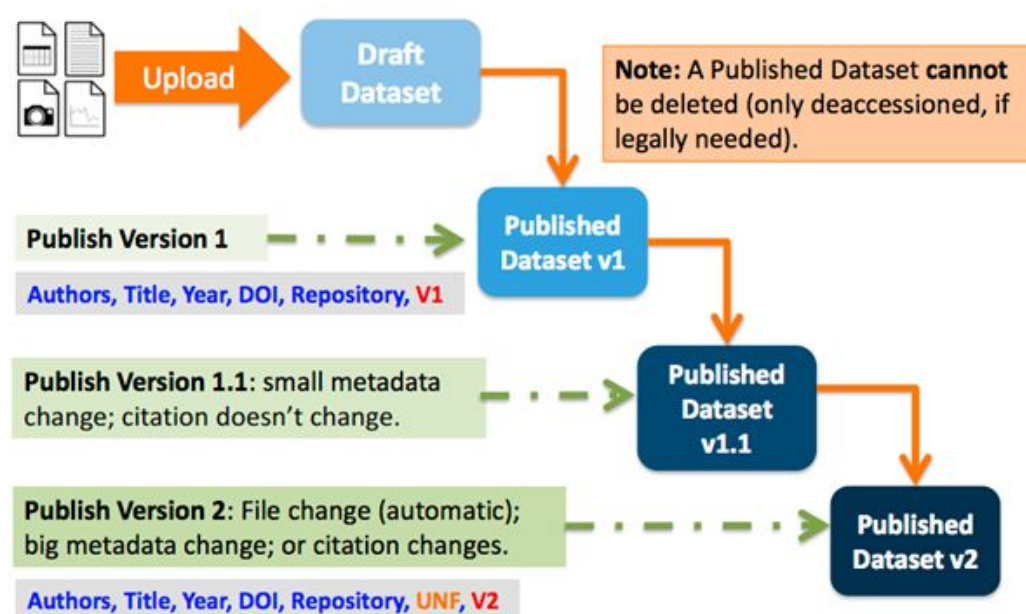 Upload
Draft
Dataset
Note: A Published Dataset cannot
be deleted (only deaccessioned, if
legally needed).
Publish Version 1
Published
Dataset v1
Authors, Title, Year, DOI, Repository, V1
Publish Version 1.1: small metadata
change; citation doesn’t change.
Published
Dataset
v1.1
Publish Version 2: File change (automatic);
big metadata change; or citation changes.
Published
Dataset v2
Authors, Title, Year, DOI, Repository, UNF, V2